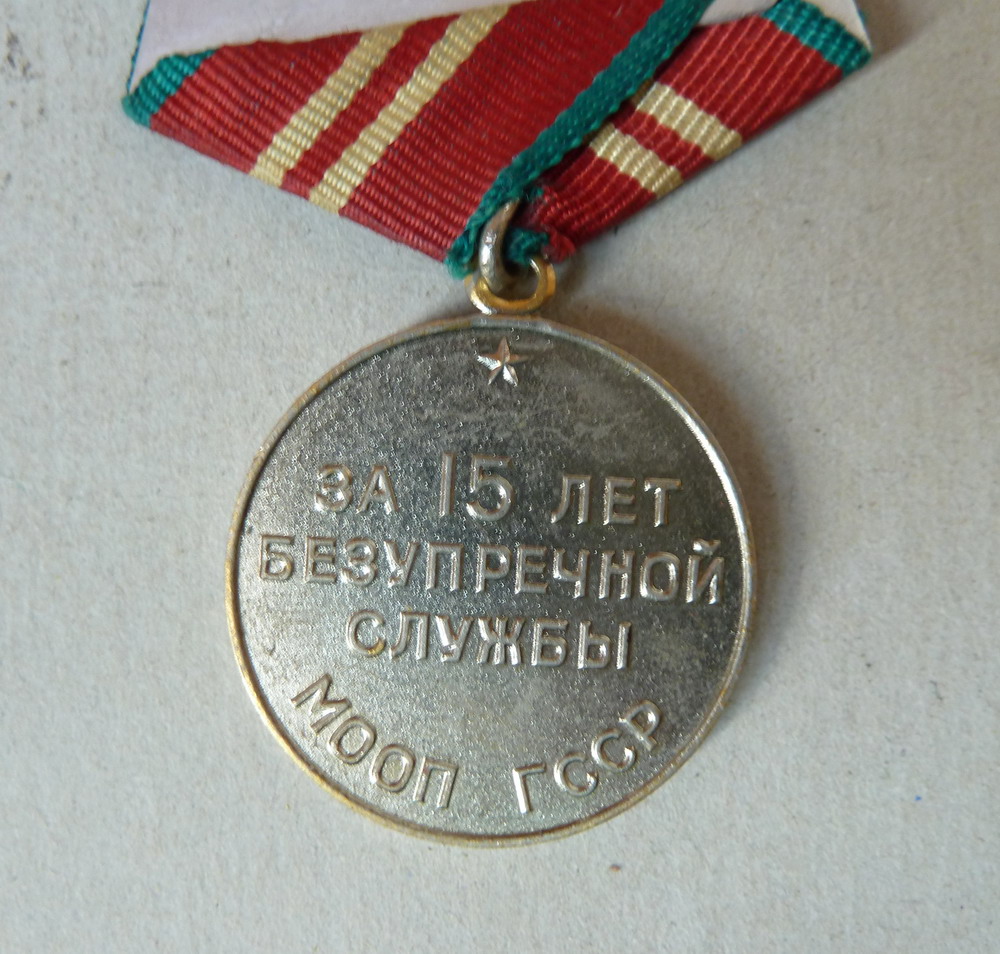 ЗА 15 ЛЕТ
БЕЗУПРЕЧНОЙ
СЛУЖБЫ
МООП ГССР